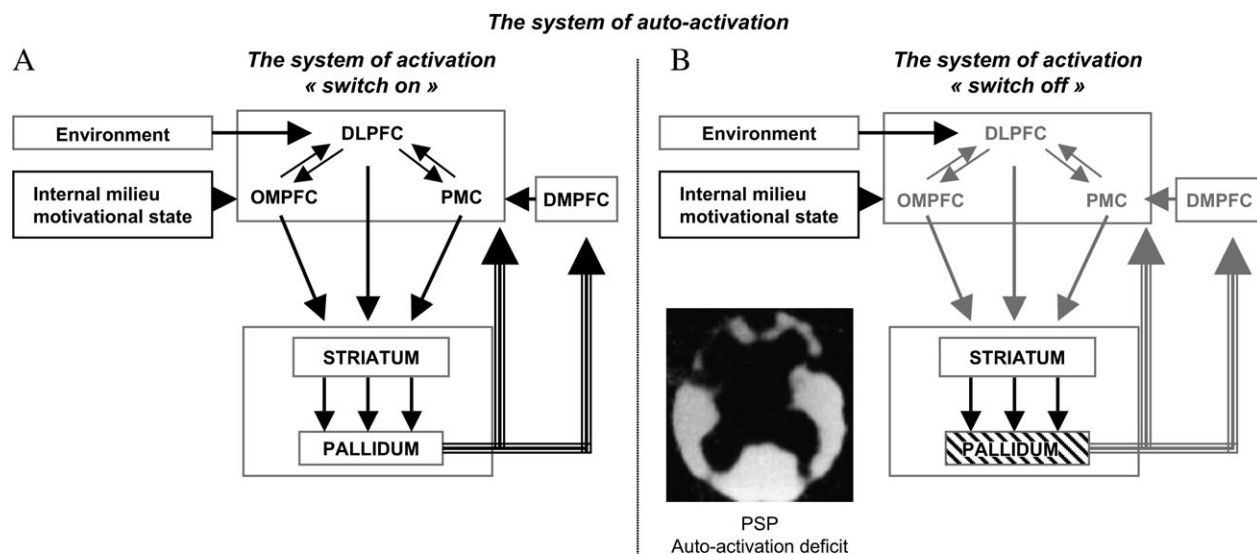 The system of auto-activation
A
The system of activation
« switch on »
Environment
DLPFC
Internal milieu
motivational state
OMPFC
PMC
DMPFC
STRIATUM
PALLIDUM
B
The system of activation
« switch off »
Environment
DLPFC
Internal milieu
motivational state
OMPFC
PMC
DMPFC
STRIATUM
PALLIDUM
PSP
Auto-activation deficit